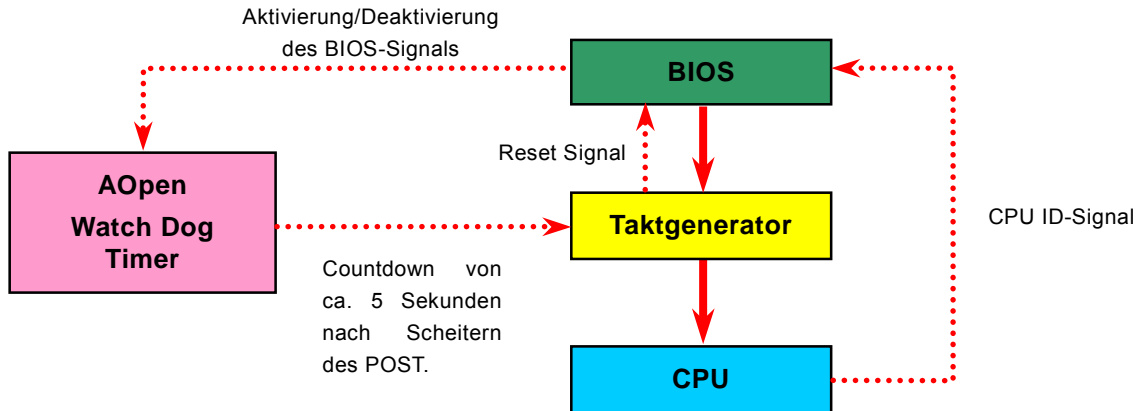 Aktivierung/Deaktivierung
des BIOS-Signals
BIOS
Reset Signal
AOpen
Watch Dog
Timer
Taktgenerator
CPU ID-Signal
Countdown von
ca. 5 Sekunden
nach Scheitern
des POST.
CPU